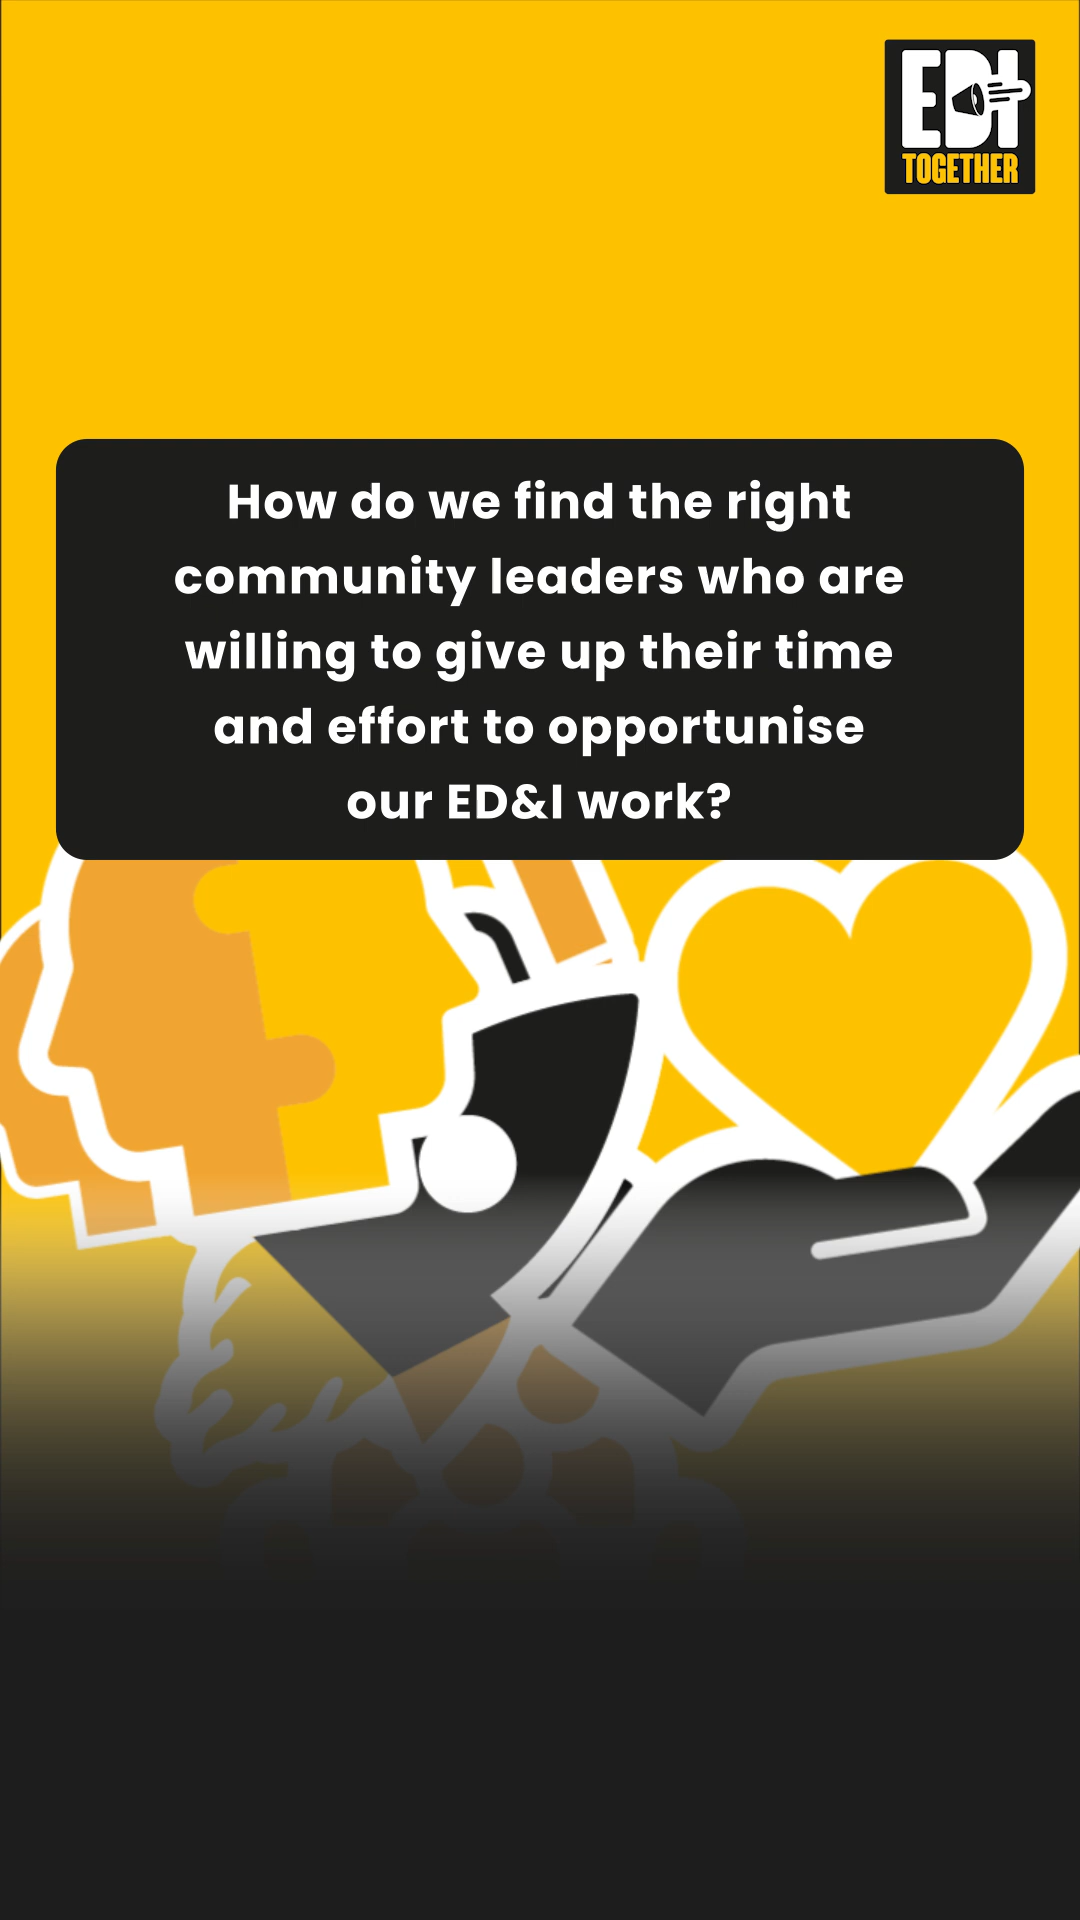 EDI
TOGETHER
How do we find the right
community leaders who are
willing to give up their time
and effort to opportunise
our ED&I work?